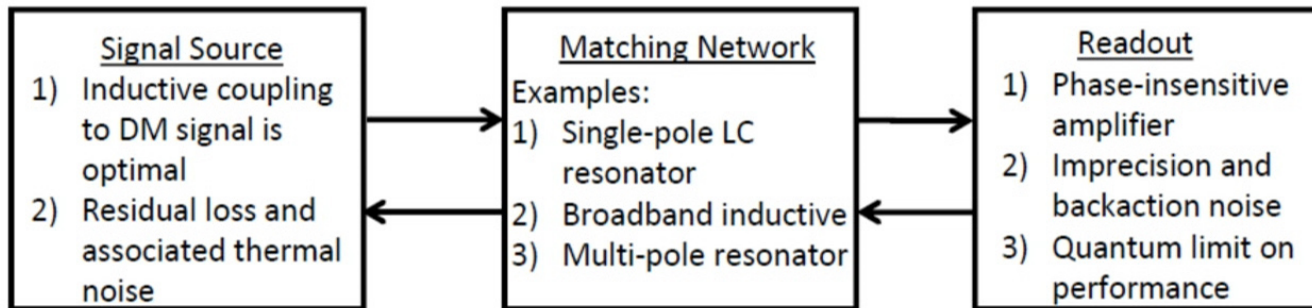 Signal Source
1) Inductive coupling
to DM signal is
optimal
2) Residual loss and
associated thermal
noise
Matching Network
Examples:
1) Single-pole LC
resonator
2) Broadband inductive
3) Multi-pole resonator
Readout
1) Phase-insensitive
amplifier
2) Imprecision and
backaction noise
3) Quantum limit on
performance